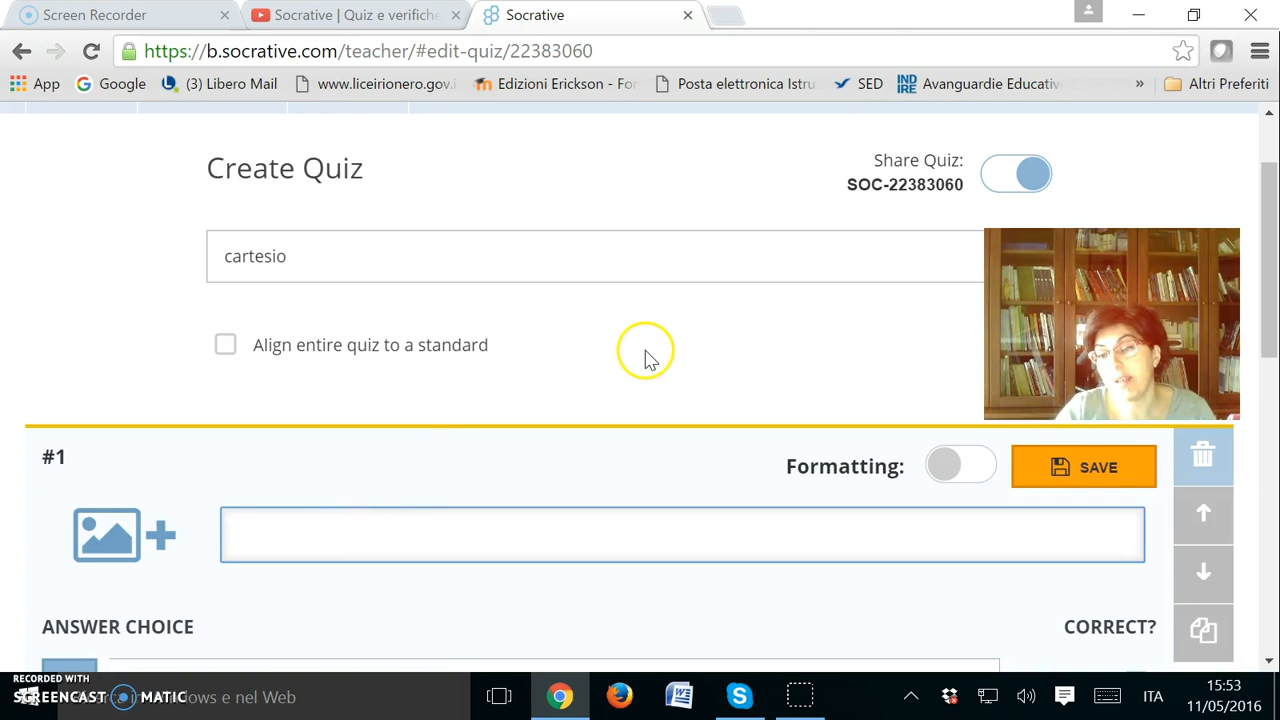 Screen Recorder
Socrative | Quiz e verifiche
Socrative
https://b.socrative.com/teacher/#edit-quiz/22383060
App
Google
(3) Libero Mail
www.liceirionero.gov.i
Edizioni Erickson - For
Posta elettronica Istru
SED
INDIRE
Avanguardie Educative
»
Altri Preferiti
Create Quiz
Share Quiz:
SOC-22383060
cartesio
Align entire quiz to a standard
#1
Formatting:
SAVE
ANSWER CHOICE
CORRECT?
RECORDED WITH
SCREENCAST MATIC
Windows e nel Web
ITA
15:53
11/05/2016